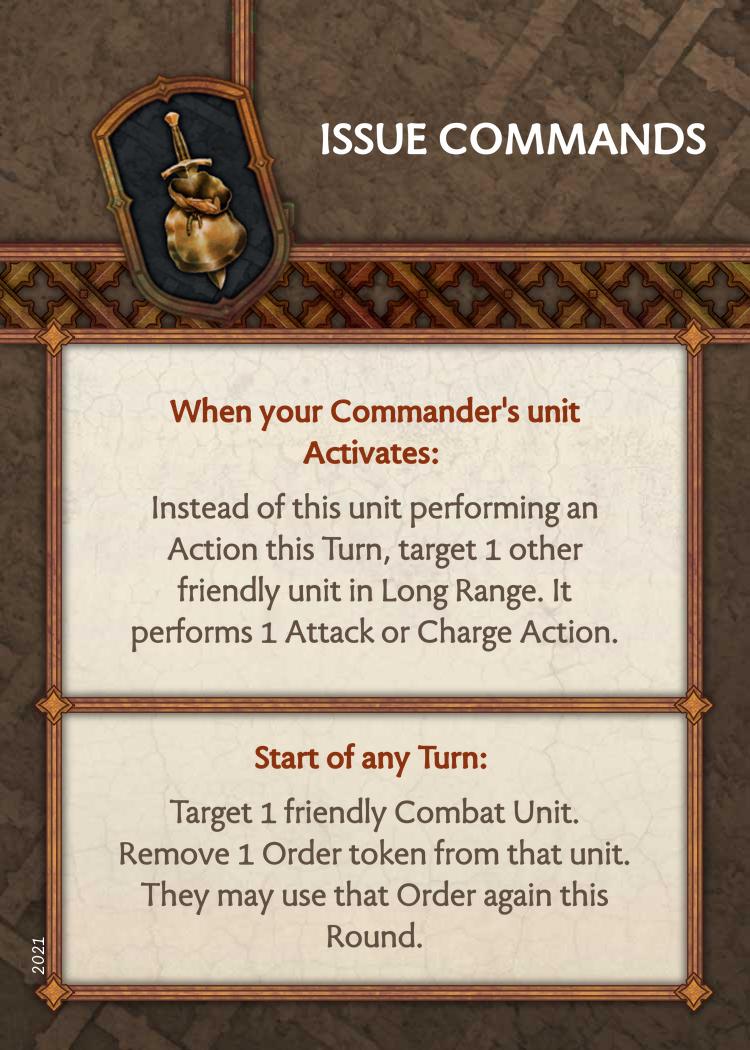 ISSUE COMMANDS
When your Commander's unit
Activates:
Instead of this unit performing an
Action this Turn, target 1 other
friendly unit in Long Range. It
performs 1 Attack or Charge Action.
Start of any Turn:
Target 1 friendly Combat Unit.
Remove 1 Order token from that unit.
They may use that Order again this
Round.
2021